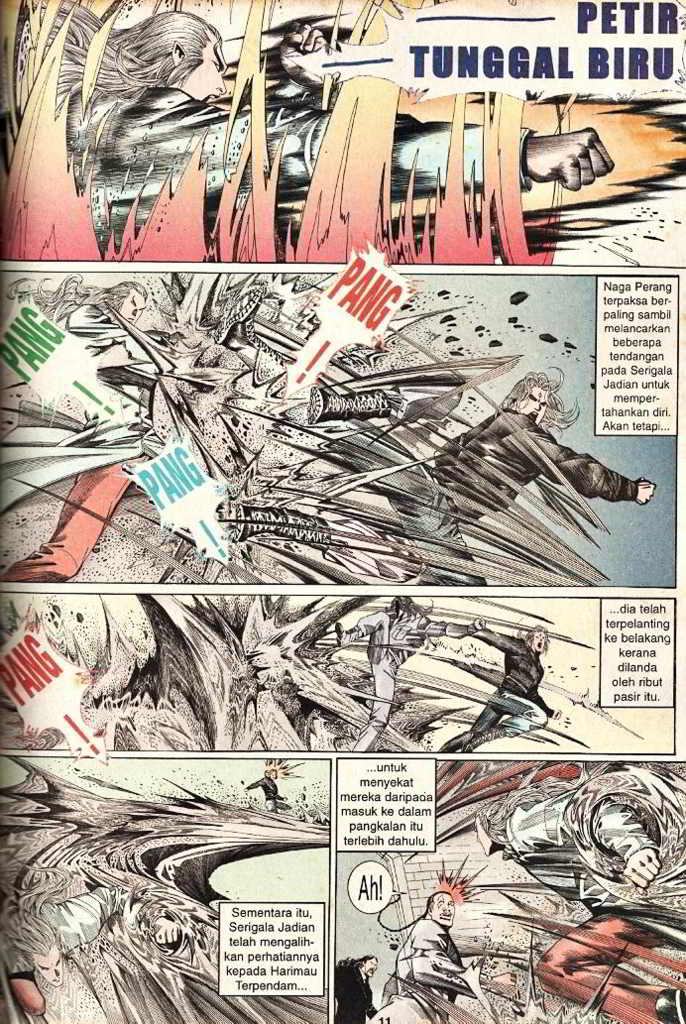 PETIR
TUNGGAL BIRU
PANG
!
PANG
!
PANG
!
Naga Perang
terpaksa ber-
paling sambil
melancarkan
beberapa
tendangan
pada Serigala
Jadian untuk
memper-
tahankan diri.
Akan tetapi...
PANG
!
...dia telah
terpelanting
ke belakang
kerana
dilanda
oleh ribut
pasir itu.
Sementara itu,
Serigala Jadian
telah mengalih-
kan perhatiannya
kepada Harimau
Terpendam...
...untuk
menyekat
mereka daripada
masuk ke dalam
pangkalan itu
terlebih dahulu.
Ah!
11